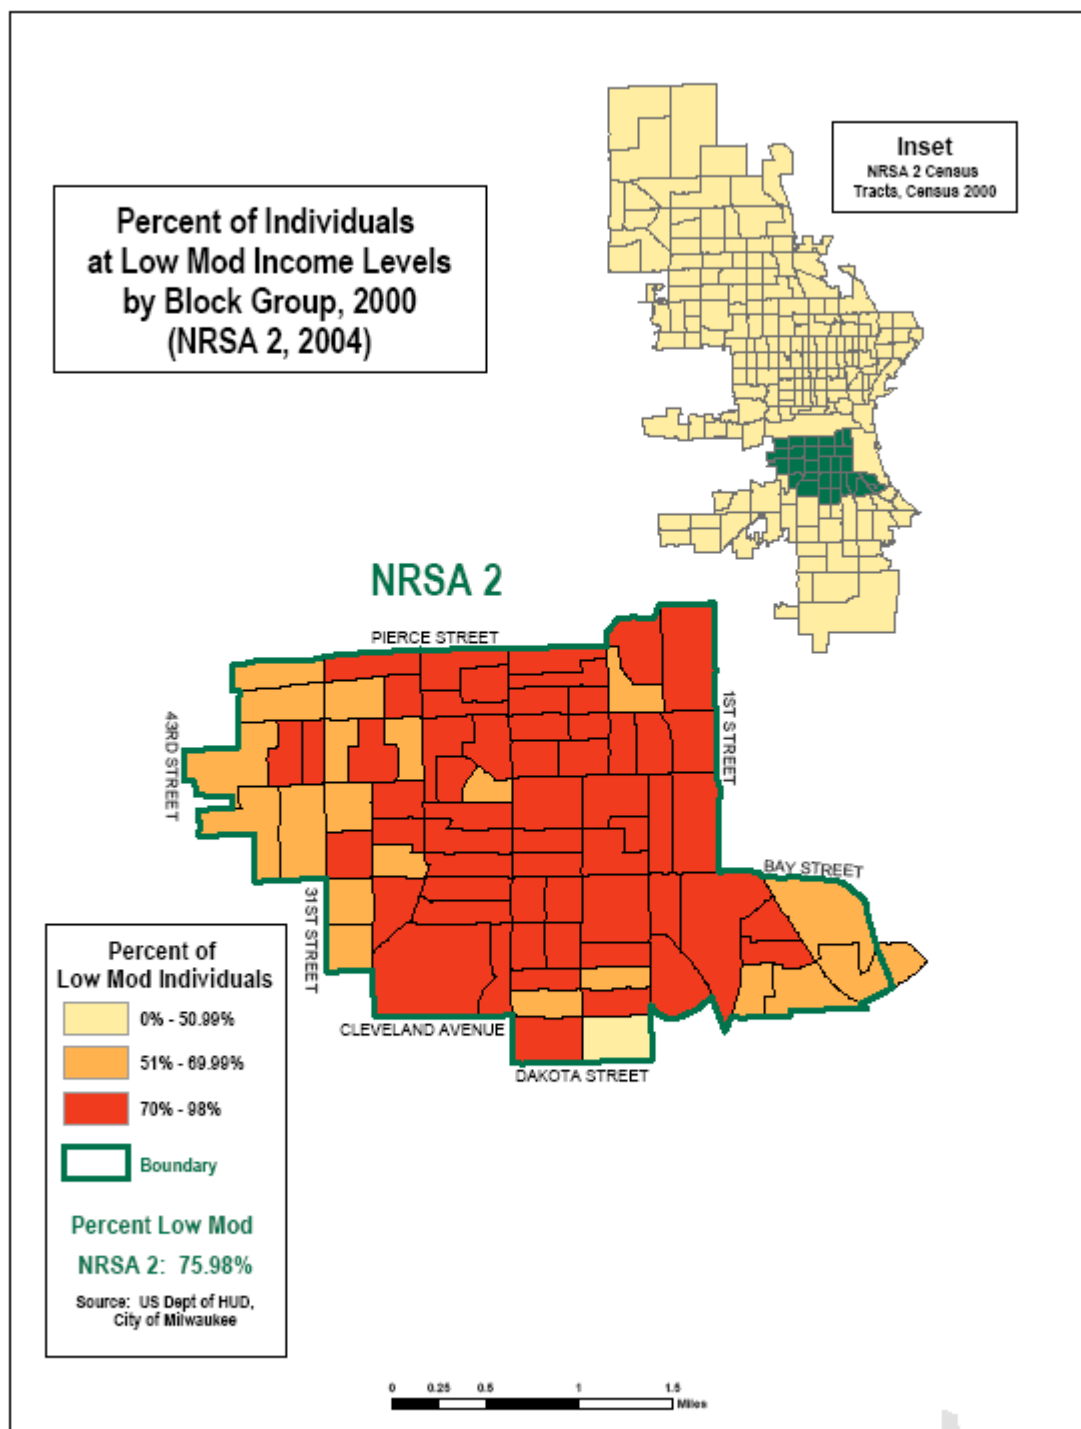 Inset
NRSA 2 Census
Tracts, Census 2000
Percent of Individuals
at Low Mod Income Levels
by Block Group, 2000
(NRSA 2, 2004)
NRSA 2
PIERCE STREET
43RD STREET
1ST STREET
BAY STREET
31ST STREET
CLEVELAND AVENUE
DAKOTA STREET
Percent of
Low Mod Individuals
0% - 50.99%
51% - 69.99%
70% - 98%
Boundary
Percent Low Mod
NRSA 2: 75.98%
Source: US Dept of HUD,
City of Milwaukee
0 0.25 0.5 1 1.5
Miles